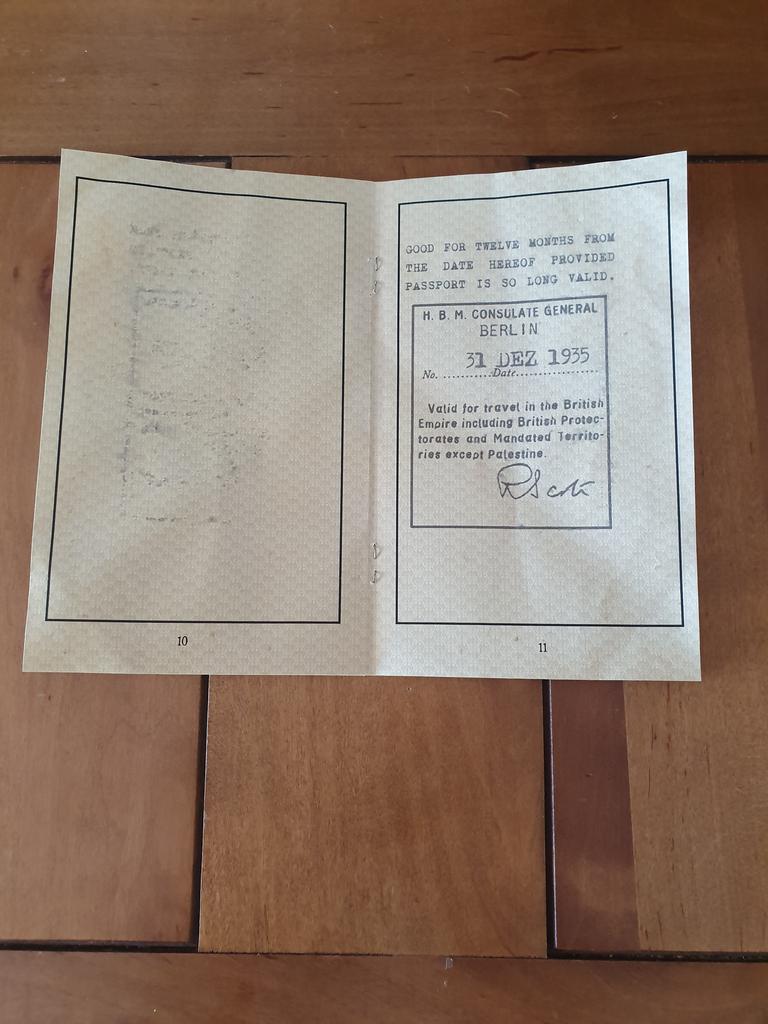 GOOD FOR TWELVE MONTHS FROM
THE DATE HEREOF PROVIDED
PASSPORT IS SO LONG VALID.
H. B. M. CONSULATE GENERAL
BERLIN
31 DEZ 1935
No. ............Date..................
Valid for travel in the British
Empire including British Protec-
torates and Mandated Territo-
ries except Palestine.
10
11